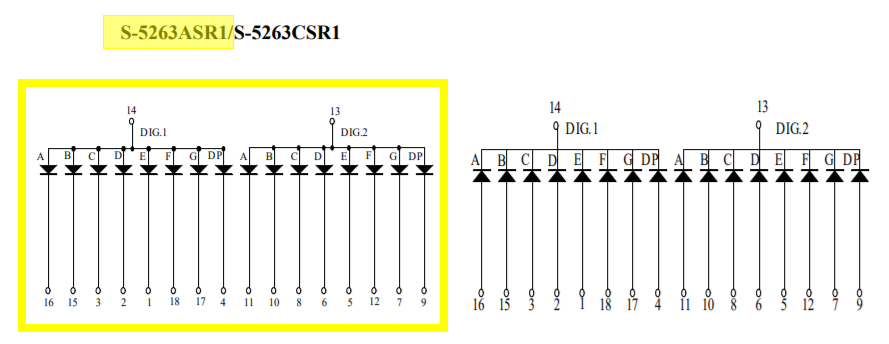 S-5263ASR1/S-5263CSR1
14 13
DIG.1 DIG.2
A B C D E F G DP A B C D E F G DP
16 15 3 2 1 18 17 4 11 10 8 6 5 12 7 9
14 13
DIG.1 DIG.2
A B C D E F G DP A B C D E F G DP
16 15 3 2 1 18 17 4 11 10 8 6 5 12 7 9